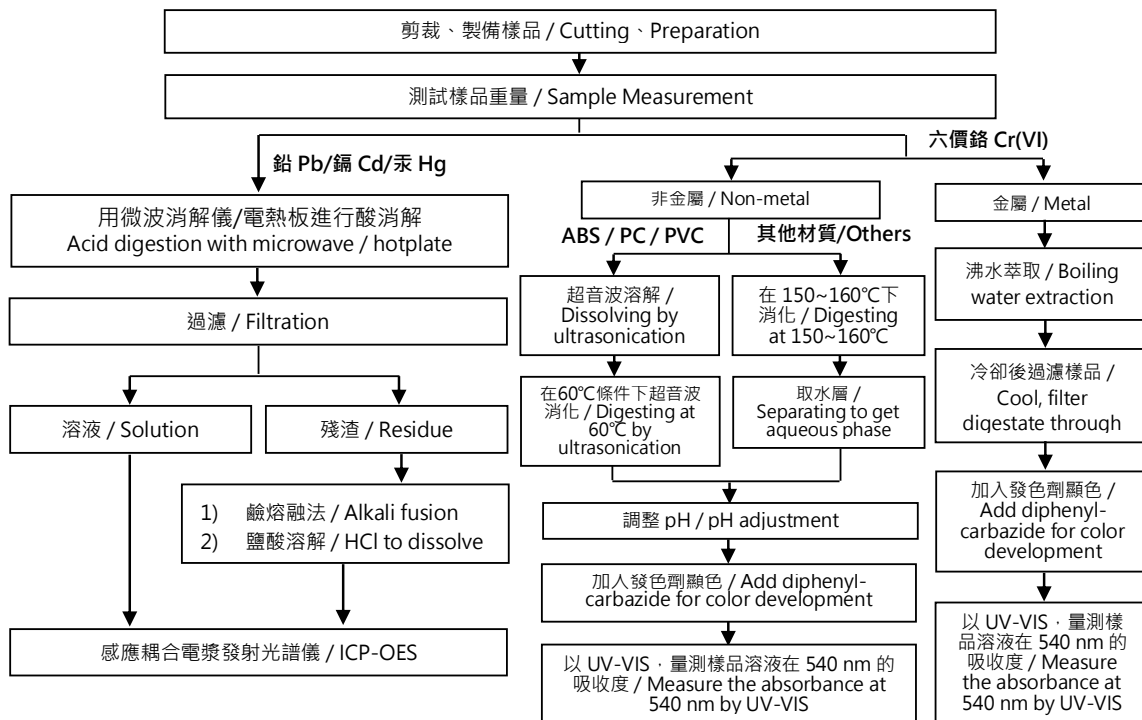 剪裁、製備樣品 / Cutting、Preparation
測試樣品重量 / Sample Measurement
鉛 Pb/鎘 Cd/汞 Hg
六價鉻 Cr(VI)
用微波消解儀/電熱板進行酸消解
Acid digestion with microwave / hotplate
過濾 / Filtration
溶液 / Solution
殘渣 / Residue
1) 鹼熔融法 / Alkali fusion
2) 鹽酸溶解 / HCl to dissolve
感應耦合電漿發射光譜儀 / ICP-OES
非金屬 / Non-metal
ABS / PC / PVC
其他材質/Others
超音波溶解 /
Dissolving by
ultrasonication
在60℃條件下超音波
消化 / Digesting at
60℃ by
ultrasonication
在 150~160℃下
消化 / Digesting
at 150~160℃
取水層 /
Separating to get
aqueous phase
調整 pH / pH adjustment
加入發色劑顯色 / Add diphenyl-
carbazide for color development
以 UV-VIS，量測樣品溶液在 540 nm 的
吸收度 / Measure the absorbance at
540 nm by UV-VIS
金屬 / Metal
沸水萃取 / Boiling
water extraction
冷卻後過濾樣品 /
Cool, filter
digestate through
加入發色劑顯色 /
Add diphenyl-
carbazide for color
development
以 UV-VIS，量測樣
品溶液在 540 nm 的
吸收度 / Measure
the absorbance at
540 nm by UV-VIS